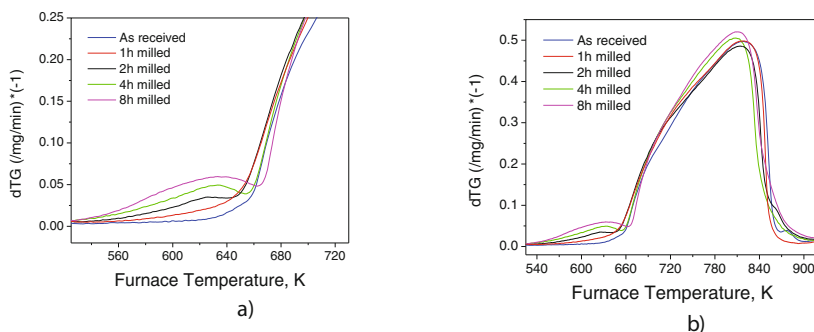 0.25
0.20
0.15
0.10
0.05
0.00
dTG (/mg/min) *(-1)
As received
1h milled
2h milled
4h milled
8h milled
560 600 640 680 720
Furnace Temperature, K
a)
0.5
0.4
0.3
0.2
0.1
0.0
dTG (/mg/min) *(-1)
As received
1h milled
2h milled
4h milled
8h milled
540 600 660 720 780 840 900
Furnace Temperature, K
b)